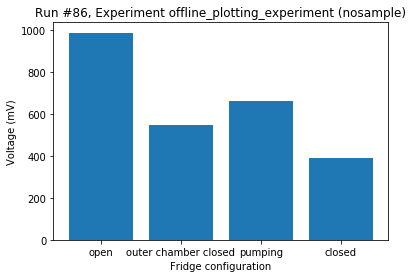 Run #86, Experiment offline_plotting_experiment (nosample)
1000
800
600
400
200
0
Voltage (mV)
open outer chamber closed pumping closed
Fridge configuration